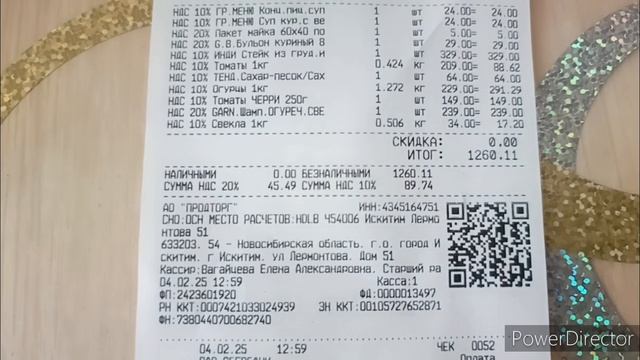 НДС 10% ГР.МЕНЮ Конц.пищ.суп 1 шт 24.00= 24.00
НДС 10% ГР.МЕНЮ Суп кур.с ве 1 шт 24.00= 24.00
НДС 20% Пакет майка 60х40 по 1 шт 5.00= 5.00
НДС 20% G.B.Бульон куриный 8 1 шт 29.00= 29.00
НДС 10% ИНДИ Стейк из груд.и 1 шт 329.00= 329.00
НДС 10% Томаты 1кг 0.424 кг 209.00= 88.62
НДС 10% ТЕНД.Сахар-песок/Сах 1 шт 64.00= 64.00
НДС 10% Огурцы 1кг 1.272 кг 229.00= 291.29
НДС 10% Томаты ЧЕРРИ 250г 1 шт 149.00= 149.00
НДС 20% GARN.Шамп.ОГУРЕЧ.СВЕ 1 шт 239.00= 239.00
НДС 10% Свекла 1кг 0.506 кг 34.00= 17.20
СКИДКА: 0.00
ИТОГ: 1260.11
НАЛИЧНЫМИ 0.00 БЕЗНАЛИЧНЫМИ 1260.11
СУММА НДС 20% 45.49 СУММА НДС 10% 89.74
АО "ПРОДТОРГ" ИНН:4345164751
СНО:ОСН МЕСТО РАСЧЕТОВ:HDLB Ч54006 Искитим Лермо
нтова 51
633203. 54 - Новосибирская область. г.о. город И
скитим. г Искитим. ул Лермонтова. Дом 51
Кассир:Вагайцева Елена Александровна. Старший ра
04.02.25 12:59 Касса:1
ФП:2423601920 ФД:0000013497
РН ККТ:0007421033024939 ЗН ККТ:00105727652871
ФН:7380440700682740
04.02.25 12:59 ЧЕК 0052
Оплата
PowerDirector